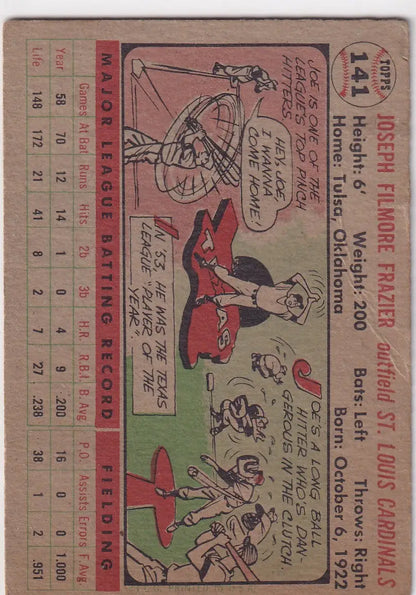 TOPPS
141
JOSEPH FILMORE FRAZIER outfield ST. LOUIS CARDINALS
Height: 6' Weight: 200 Bats: Left Throws: Right
Home: Tulsa, Oklahoma Born: October 6, 1922
JOE IS ONE OF THE
LEAGUE'S TOP PINCH
HITTERS
HEY, JOE,
I WANNA
COME HOME!
TEXAS
IN '53, HE WAS THE TEXAS
LEAGUE "PLAYER OF THE
YEAR".
JOE'S A LONG BALL
HITTER WHO'S DAN-
GEROUS IN THE CLUTCH.
MAJOR LEAGUE BATTING RECORD FIELDING
Games At Bat Runs Hits 2b 3b H.R. R.B.I. B. Avg. P.O. Assists Errors F. Avg.
Year 58 70 12 14 1 0 4 9 .200 16 0 0 1.000
Life 148 172 21 41 8 2 7 27 .238 38 1 2 .951
PRINTED IN U.S.A.